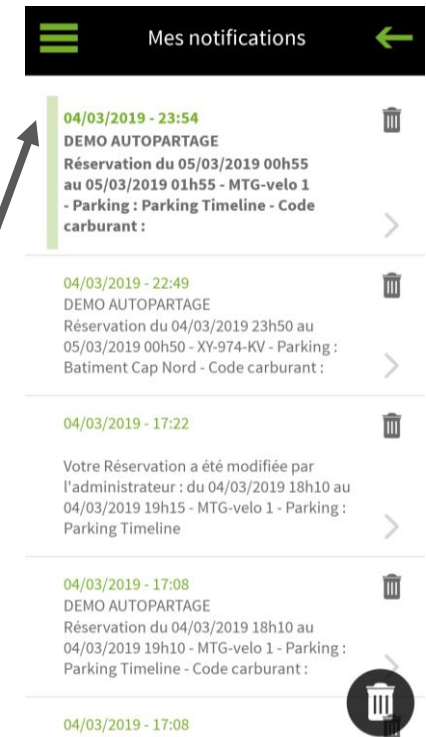 Mes notifications
04/03/2019 - 23:54
DEMO AUTOPARTAGE
Réservation du 05/03/2019 00h55
au 05/03/2019 01h55 - MTG-velo 1
- Parking : Parking Timeline - Code
carburant :
04/03/2019 - 22:49
DEMO AUTOPARTAGE
Réservation du 04/03/2019 23h50 au
05/03/2019 00h50 - XY-974-KV - Parking :
Batiment Cap Nord - Code carburant :
04/03/2019 - 17:22
Votre Réservation a été modifiée par
l'administrateur : du 04/03/2019 18h10 au
04/03/2019 19h15 - MTG-velo 1 - Parking :
Parking Timeline
04/03/2019 - 17:08
DEMO AUTOPARTAGE
Réservation du 04/03/2019 18h10 au
04/03/2019 19h10 - MTG-velo 1 - Parking :
Parking Timeline - Code carburant :
04/03/2019 - 17:08